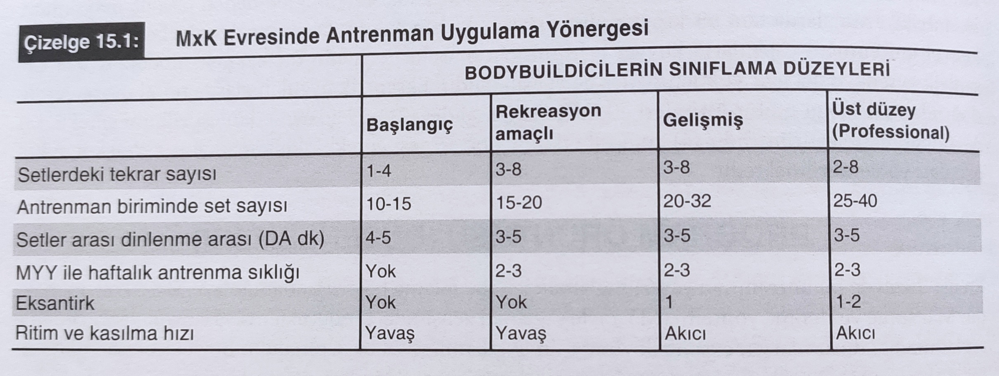 Çizelge 15.1: MxK Evresinde Antrenman Uygulama Yönergesi
BODYBUİLDİCİLERİN SINIFLAMA DÜZEYLERİ
Başlangıç Rekreasyon amaçlı Gelişmiş Üst düzey (Professional)
Setlerdeki tekrar sayısı 1-4 3-8 3-8 2-8
Antrenman biriminde set sayısı 10-15 15-20 20-32 25-40
Setler arası dinlenme arası (DA dk) 4-5 3-5 3-5 3-5
MYY ile haftalık antrenma sıklığı Yok 2-3 2-3 2-3
Eksantirk Yok Yok 1 1-2
Ritim ve kasılma hızı Yavaş Yavaş Akıcı Akıcı